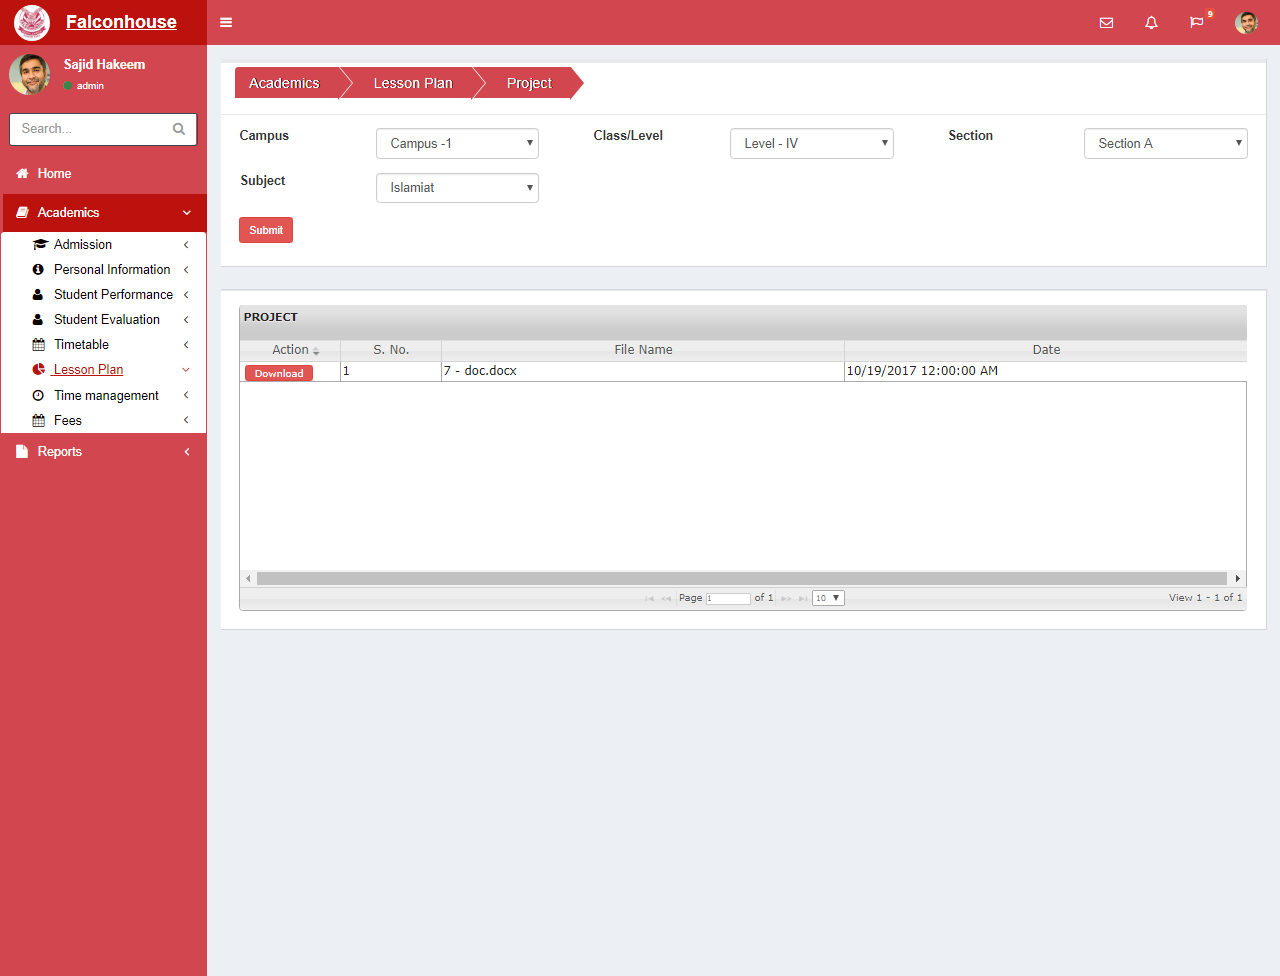 Falconhouse
9
Sajid Hakeem
admin
Search...
Home
Academics
Admission
Personal Information
Student Performance
Student Evaluation
Timetable
Lesson Plan
Time management
Fees
Reports
Academics Lesson Plan Project
Campus Campus -1 Class/Level Level - IV Section Section A
Subject Islamiat
Submit
PROJECT
Action S. No. File Name Date
Download 1 7 - doc.docx 10/19/2017 12:00:00 AM
Page 1 of 1 10 View 1 - 1 of 1